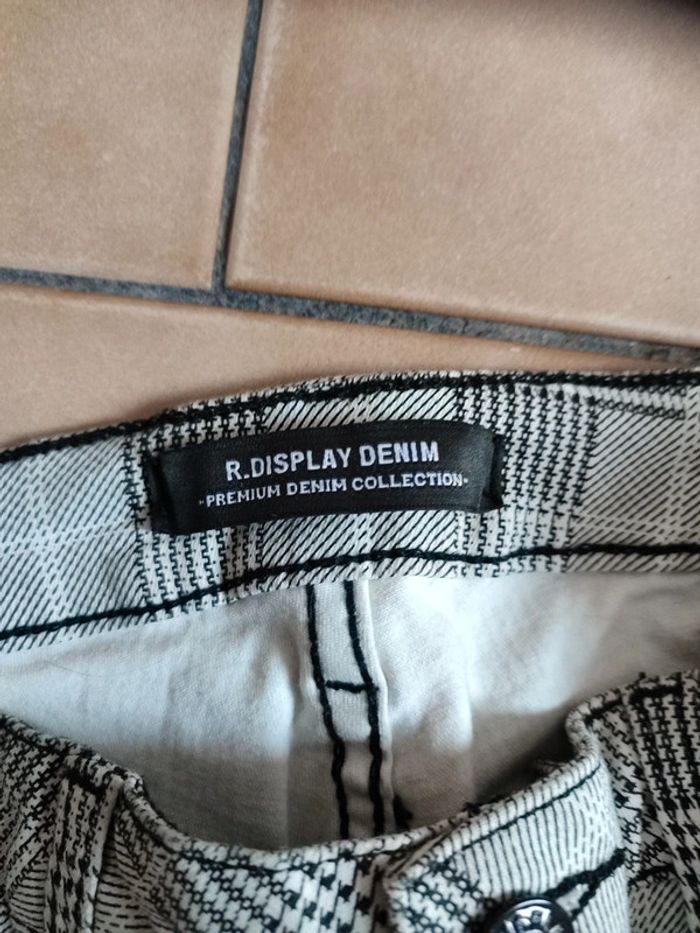 R.DISPLAY DENIM
•PREMIUM DENIM COLLECTION•